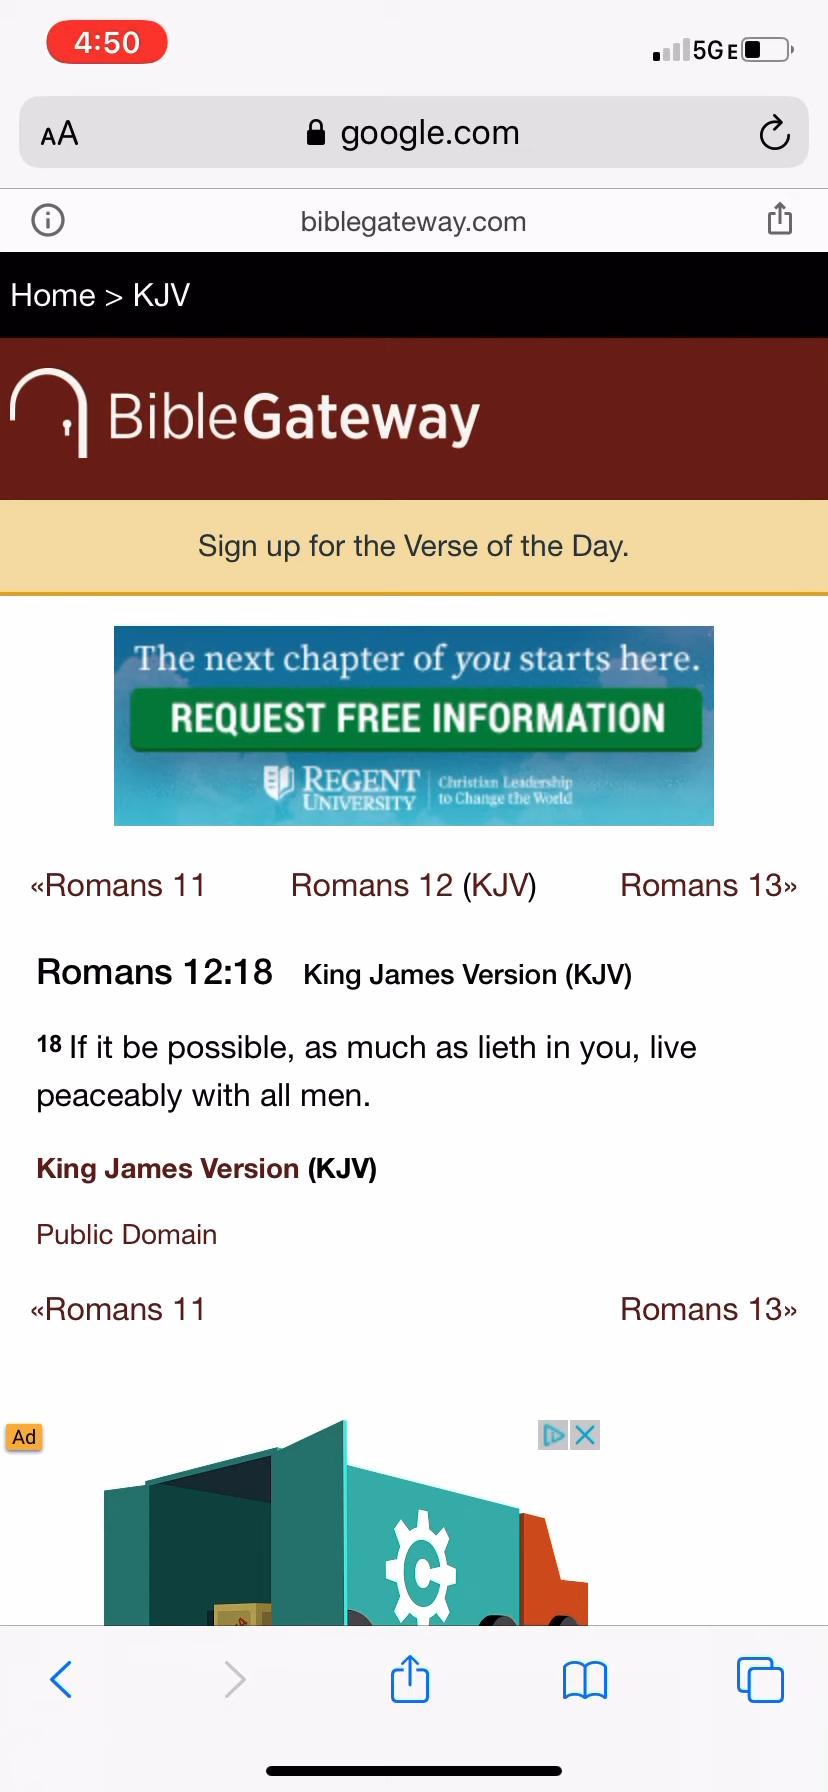 4:50
5GE
AA google.com
biblegateway.com
Home > KJV
BibleGateway
Sign up for the Verse of the Day.
The next chapter of you starts here.
REQUEST FREE INFORMATION
REGENT UNIVERSITY
Christian Leadership
to Change the World
«Romans 11 Romans 12 (KJV) Romans 13»
Romans 12:18 King James Version (KJV)
18 If it be possible, as much as lieth in you, live
peaceably with all men.
King James Version (KJV)
Public Domain
«Romans 11 Romans 13»
Ad
C